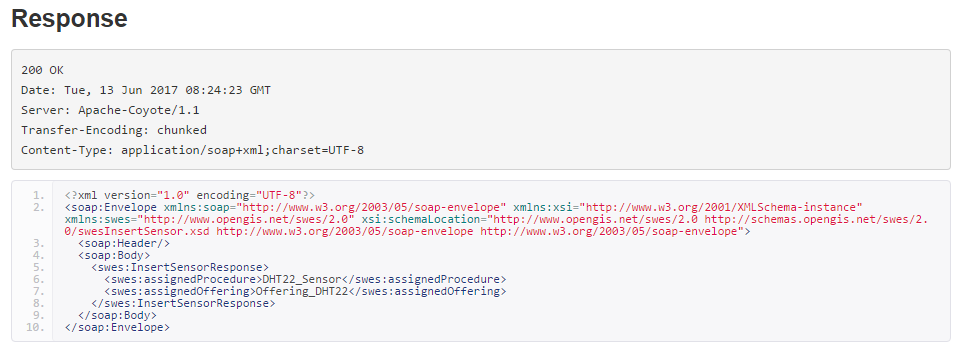 Response
200 OK
Date: Tue, 13 Jun 2017 08:24:23 GMT
Server: Apache-Coyote/1.1
Transfer-Encoding: chunked
Content-Type: application/soap+xml;charset=UTF-8
1. <?xml version="1.0" encoding="UTF-8"?>
2. <soap:Envelope xmlns:soap="http://www.w3.org/2003/05/soap-envelope" xmlns:xsi="http://www.w3.org/2001/XMLSchema-instance"
xmlns:swes="http://www.opengis.net/swes/2.0" xsi:schemaLocation="http://www.opengis.net/swes/2.0 http://schemas.opengis.net/swes/2.
0/swesInsertSensor.xsd http://www.w3.org/2003/05/soap-envelope http://www.w3.org/2003/05/soap-envelope">
3. <soap:Header/>
4. <soap:Body>
5. <swes:InsertSensorResponse>
6. <swes:assignedProcedure>DHT22_Sensor</swes:assignedProcedure>
7. <swes:assignedOffering>Offering_DHT22</swes:assignedOffering>
8. </swes:InsertSensorResponse>
9. </soap:Body>
10. </soap:Envelope>